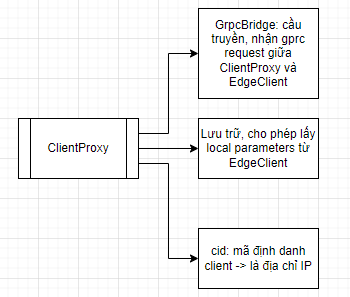 GrpcBridge: cầu
truyền, nhận gprc
request giữa
ClientProxy và
EdgeClient
ClientProxy
Lưu trữ, cho phép lấy
local parameters từ
EdgeClient
cid: mã định danh
client -> là địa chỉ IP